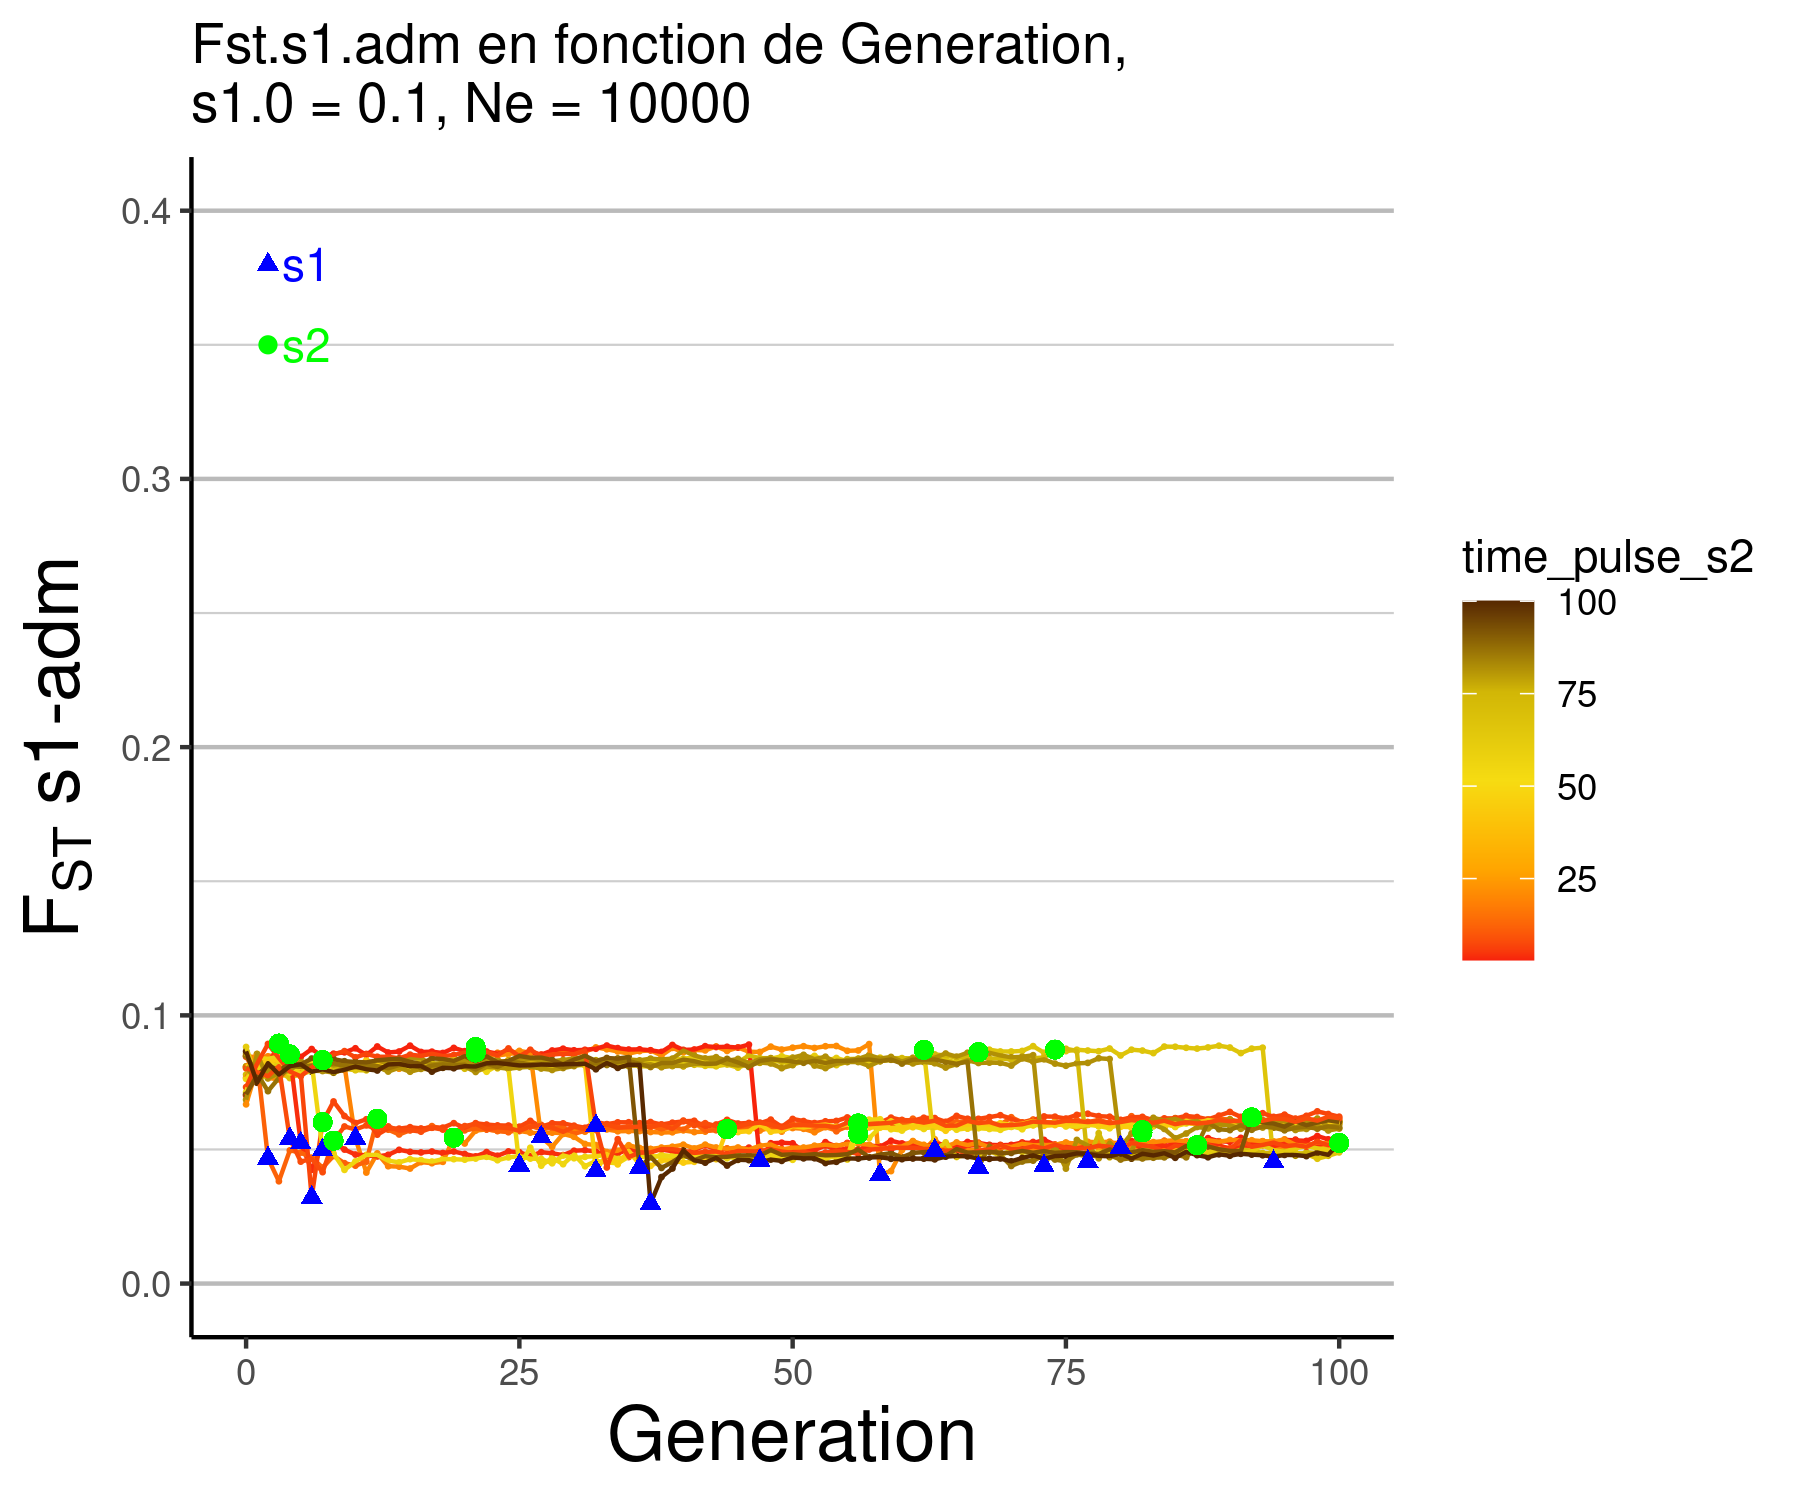 Fst.s1.adm en fonction de Generation,
s1.0 = 0.1, Ne = 10000
0.4
s1
s2
0.3
0.2
0.1
0.0
FST s1-adm
0 25 50 75 100
Generation
time_pulse_s2
100
75
50
25